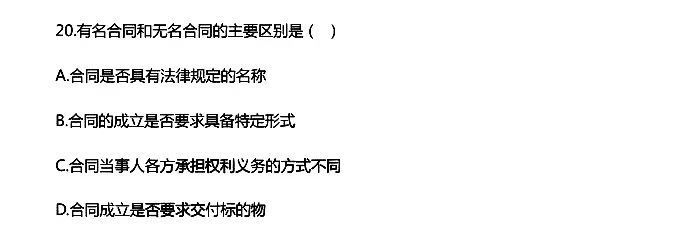 20.有名合同和无名合同的主要区别是（　）
A.合同是否具有法律规定的名称
B.合同的成立是否要求具备特定形式
C.合同当事人各方承担权利义务的方式不同
D.合同成立是否要求交付标的物